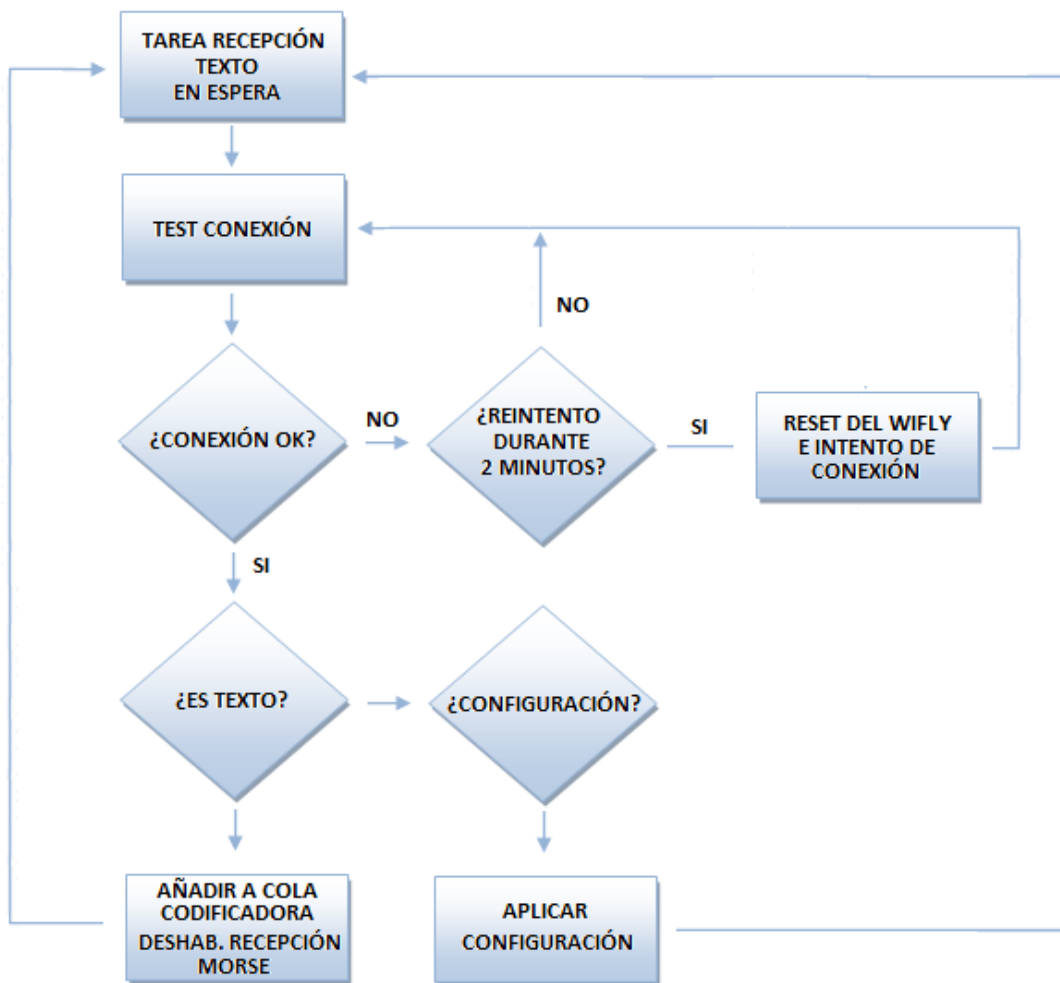 TAREA RECEPCIÓN
TEXTO
EN ESPERA
TEST CONEXIÓN
NO
¿CONEXIÓN OK?
NO
¿REINTENTO
DURANTE
2 MINUTOS?
SI
RESET DEL WIFLY
E INTENTO DE
CONEXIÓN
SI
¿ES TEXTO?
¿CONFIGURACIÓN?
AÑADIR A COLA
CODIFICADORA
DESHAB. RECEPCIÓN
MORSE
APLICAR
CONFIGURACIÓN